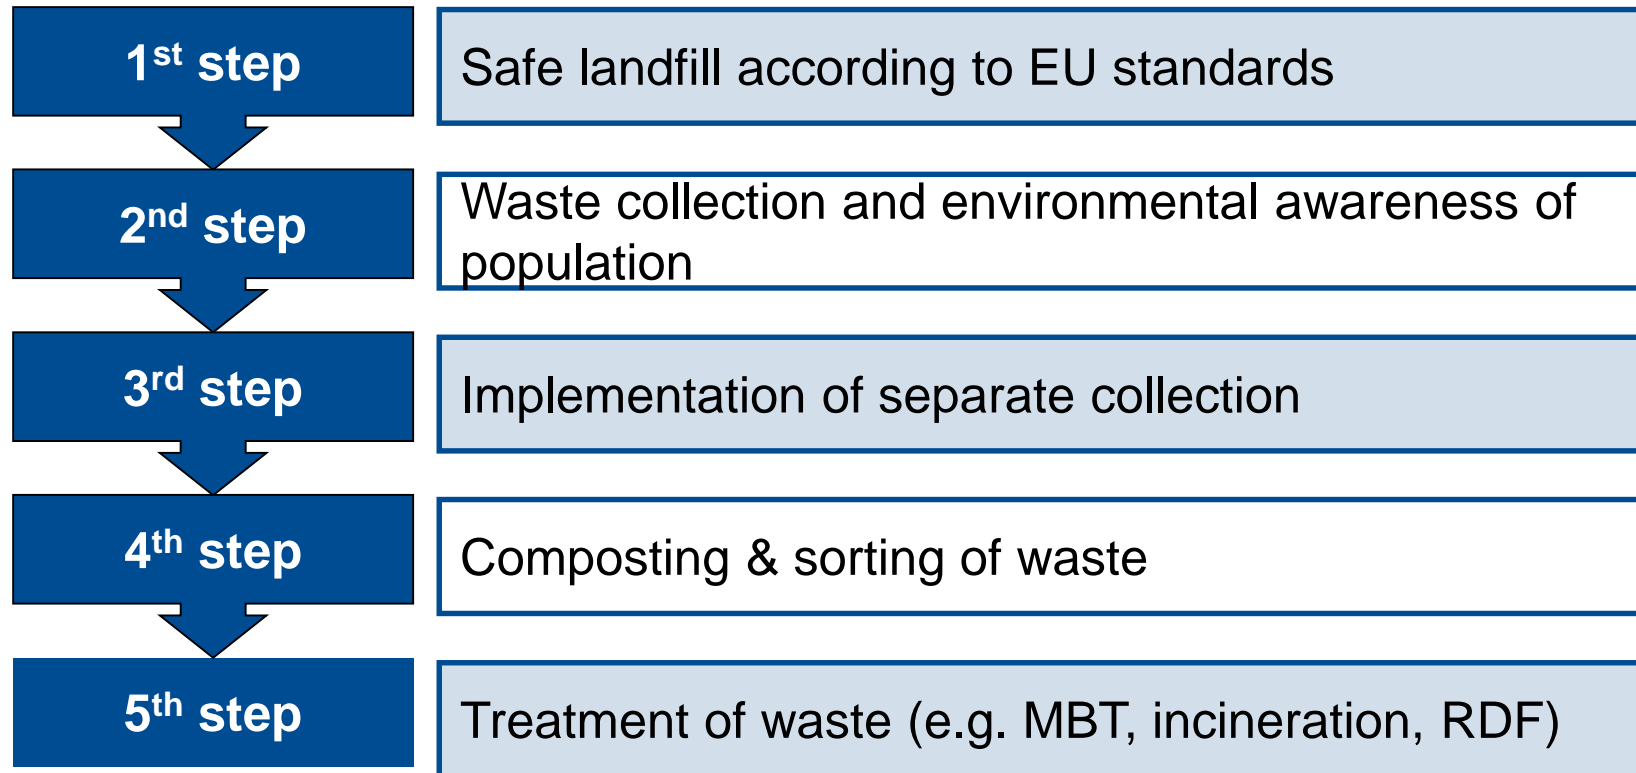 1st step
Safe landfill according to EU standards
2nd step
Waste collection and environmental awareness of
population
3rd step
Implementation of separate collection
4th step
Composting & sorting of waste
5th step
Treatment of waste (e.g. MBT, incineration, RDF)